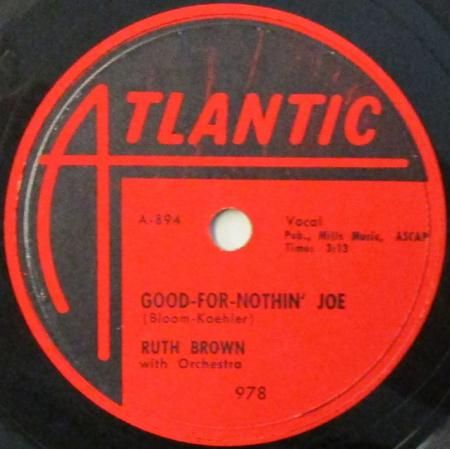 ATLANTIC
A-894
Vocal
Pub., Mills Music, ASCAP
Time: 3:13
GOOD-FOR-NOTHIN' JOE
(Bloom-Koehler)
RUTH BROWN
with Orchestra
978